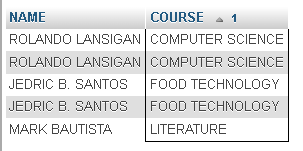 NAME COURSE 1
ROLANDO LANSIGAN COMPUTER SCIENCE
ROLANDO LANSIGAN COMPUTER SCIENCE
JEDRIC B. SANTOS FOOD TECHNOLOGY
JEDRIC B. SANTOS FOOD TECHNOLOGY
MARK BAUTISTA LITERATURE